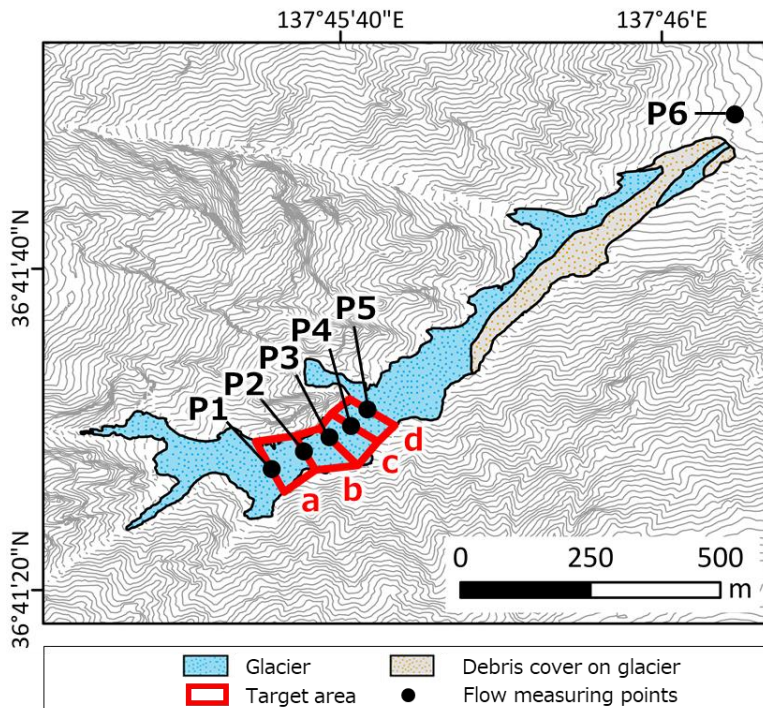 137°45'40"E 137°46'E
P6
36°41'40"N
P5
P4
P3
P2
P1
d
c
b
a
0 250 500
m
36°41'20"N
Glacier Debris cover on glacier
Target area Flow measuring points